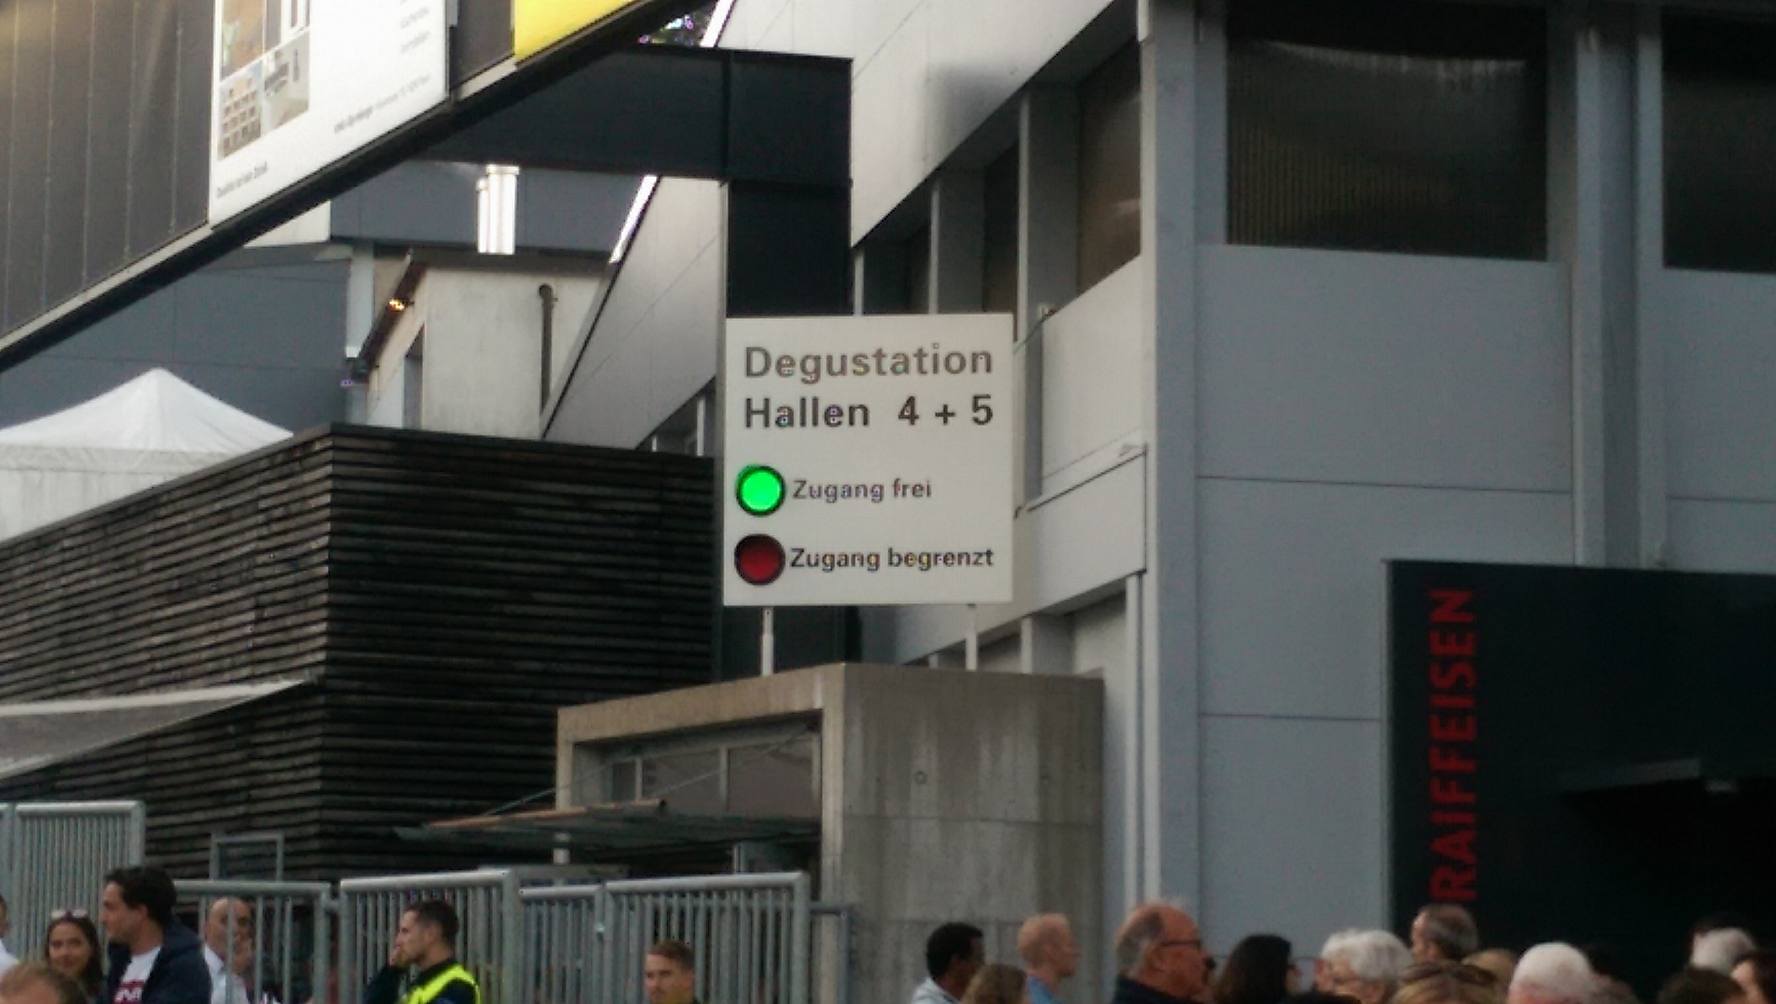 Degustation
Hallen 4 + 5
Zugang frei
Zugang begrenzt
RAIFFEISEN